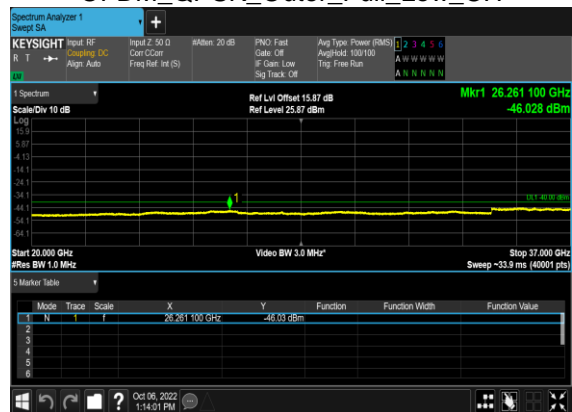 Spectrum Analyzer 1
Swept SA
+
KEYSIGHT Input: RF
R T Coupling: DC
Align: Auto
LW
Input Z: 50 Ω
Corr CCorr
Freq Ref: Int (S)
#Atten: 20 dB
PNO: Fast
Gate: Off
IF Gain: Low
Sig Track: Off
Avg Type: Power (RMS)
Avg|Hold: 100/100
Trig: Free Run
1 2 3 4 5 6
A W W W W W
A N N N N N
1 Spectrum
Scale/Div 10 dB
Ref Lvl Offset 15.87 dB
Ref Level 25.87 dBm
Mkr1 26.261 100 GHz
-46.028 dBm
Log
15.9
5.87
-4.13
-14.1
-24.1
-34.1
-44.1
-54.1
-64.1
1
DL1 -40.00 dBm
Start 20.000 GHz
#Res BW 1.0 MHz
Video BW 3.0 MHz*
Stop 37.000 GHz
Sweep ~33.9 ms (40001 pts)
5 Marker Table
Mode Trace Scale X Y Function Function Width Function Value
1 N 1 f 26.261 100 GHz -46.03 dBm
2
3
4
5
6
?
Oct 06, 2022
1:14:01 PM